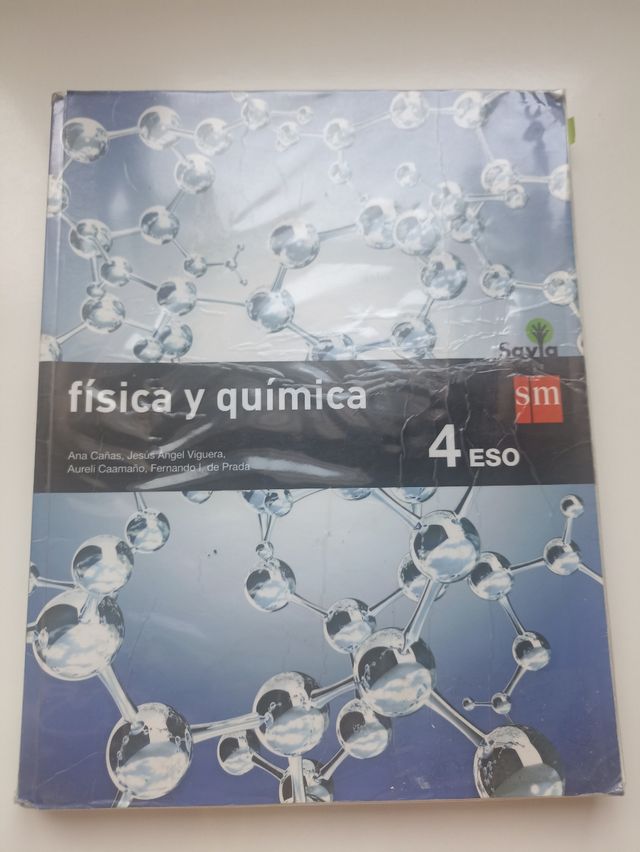 Savia
física y química
sm
Ana Cañas, Jesús Ángel Viguera,
Aureli Caamaño, Fernando I. de Prada
4 ESO